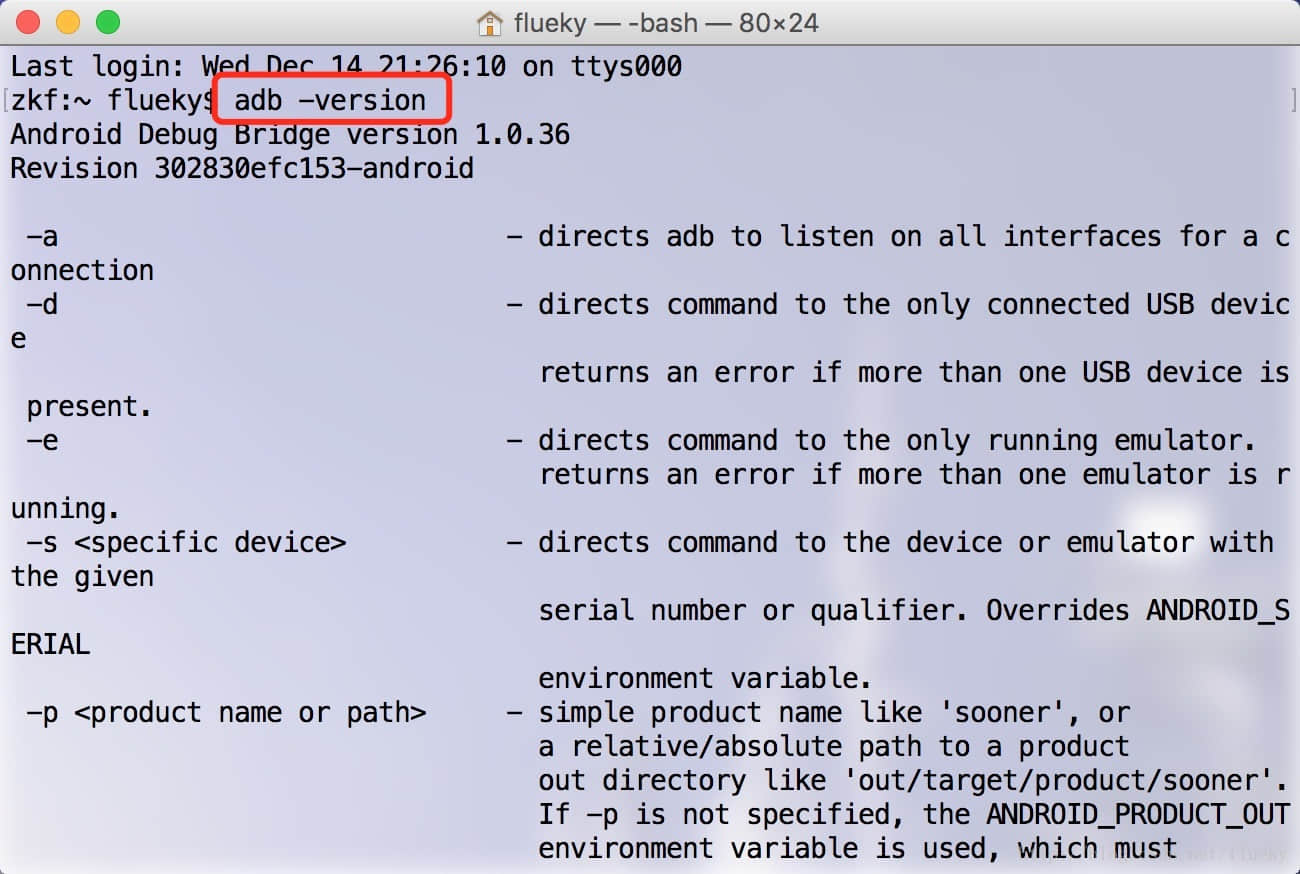 flueky — -bash — 80×24
Last login: Wed Dec 14 21:26:10 on ttys000
[zkf:~ flueky$ adb -version ]
Android Debug Bridge version 1.0.36
Revision 302830efc153-android
-a - directs adb to listen on all interfaces for a c
onnection
-d - directs command to the only connected USB devic
e
returns an error if more than one USB device is
present.
-e - directs command to the only running emulator.
returns an error if more than one emulator is r
unning.
-s <specific device> - directs command to the device or emulator with
the given
serial number or qualifier. Overrides ANDROID_S
ERIAL
environment variable.
-p <product name or path> - simple product name like 'sooner', or
a relative/absolute path to a product
out directory like 'out/target/product/sooner'.
If -p is not specified, the ANDROID_PRODUCT_OUT
environment variable is used, which must